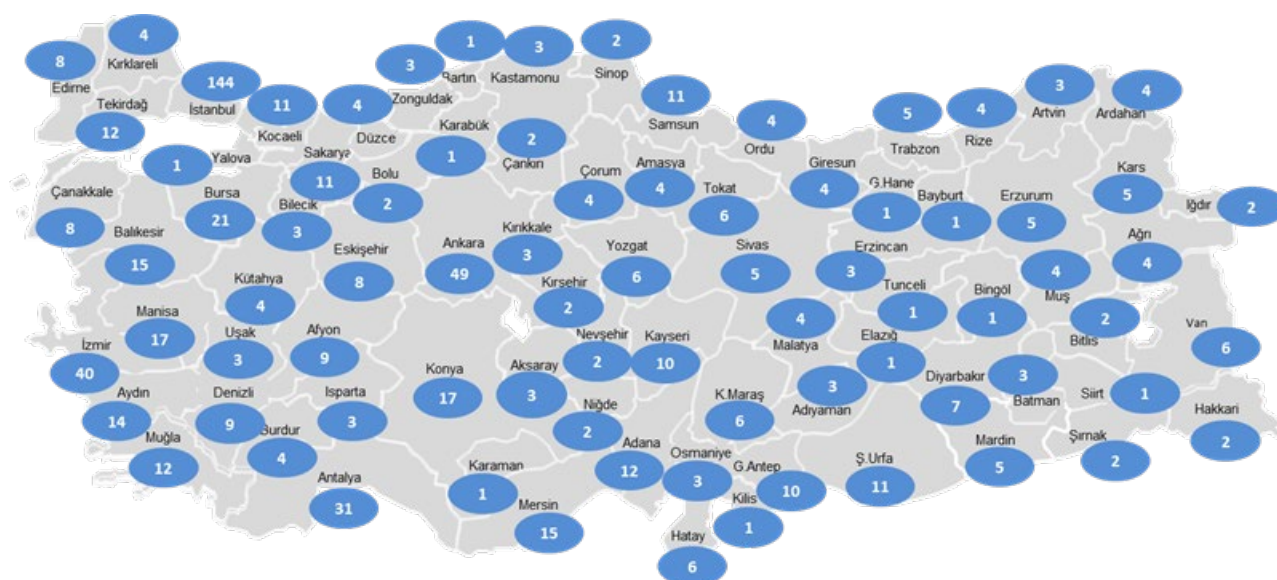 4
Kırklareli
8
Edirne
Tekirdağ
12
144
İstanbul
11
Kocaeli
4
Düzce
3
Zonguldak
1
Bartın
3
Kastamonu
2
Sinop
11
Samsun
4
Ordu
5
Trabzon
4
Rize
3
Artvin
4
Ardahan
1
Yalova
Sakarya
11
Karabük
1
2
Çankırı
Bolu
2
Çorum
4
Amasya
4
Tokat
6
Giresun
4
G.Hane
1
Bayburt
1
Erzurum
5
Kars
5
Iğdır
2
Çanakkale
8
Bursa
21
Bilecik
3
Balıkesir
15
Eskişehir
8
Ankara
49
Kırıkkale
3
Yozgat
6
Sivas
5
Erzincan
3
Ağrı
4
Kütahya
4
Kırşehir
2
Tunceli
1
Bingöl
1
4
Muş
2
Bitlis
Van
6
Manisa
17
Uşak
3
Afyon
9
Nevşehir
2
Kayseri
10
4
Malatya
Elazığ
1
İzmir
40
Konya
17
Aksaray
3
Niğde
2
K.Maraş
6
3
Adıyaman
Diyarbakır
7
3
Batman
Siirt
1
Hakkari
2
Aydın
14
Denizli
9
Isparta
3
Muğla
12
Burdur
4
Antalya
31
Karaman
1
Mersin
15
Adana
12
Osmaniye
3
G.Antep
10
Kilis
1
Hatay
6
Ş.Urfa
11
Mardin
5
Şırnak
2